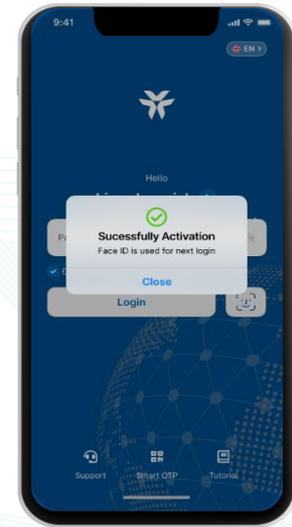 9:41
EN >
Hello
Sucessfully Activation
Face ID is used for next login
Close
Login
Support
Smart OTP
Tutorial